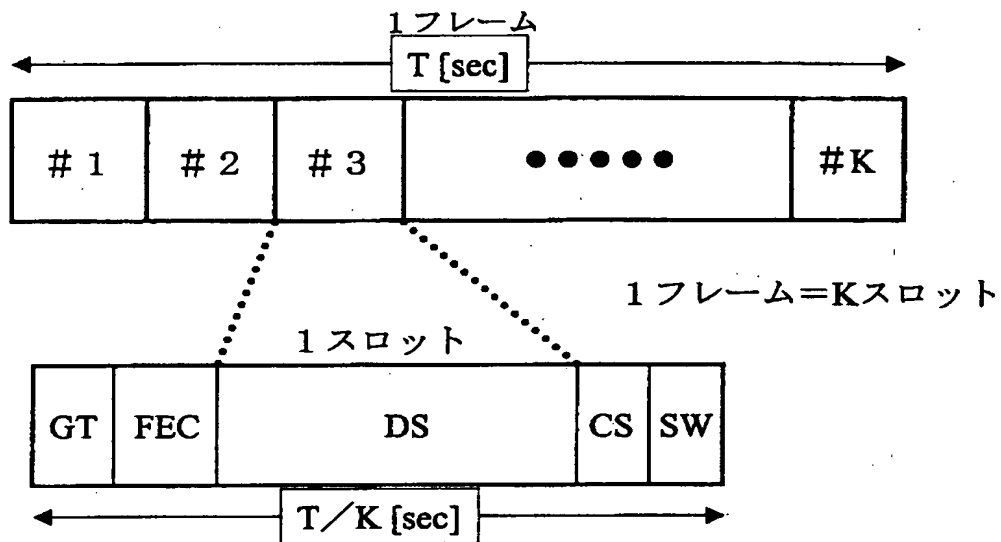 1フレーム
T [sec]
#1 #2 #3 ●●●●● #K
1フレーム=Kスロット
1スロット
GT FEC DS CS SW
T/K [sec]